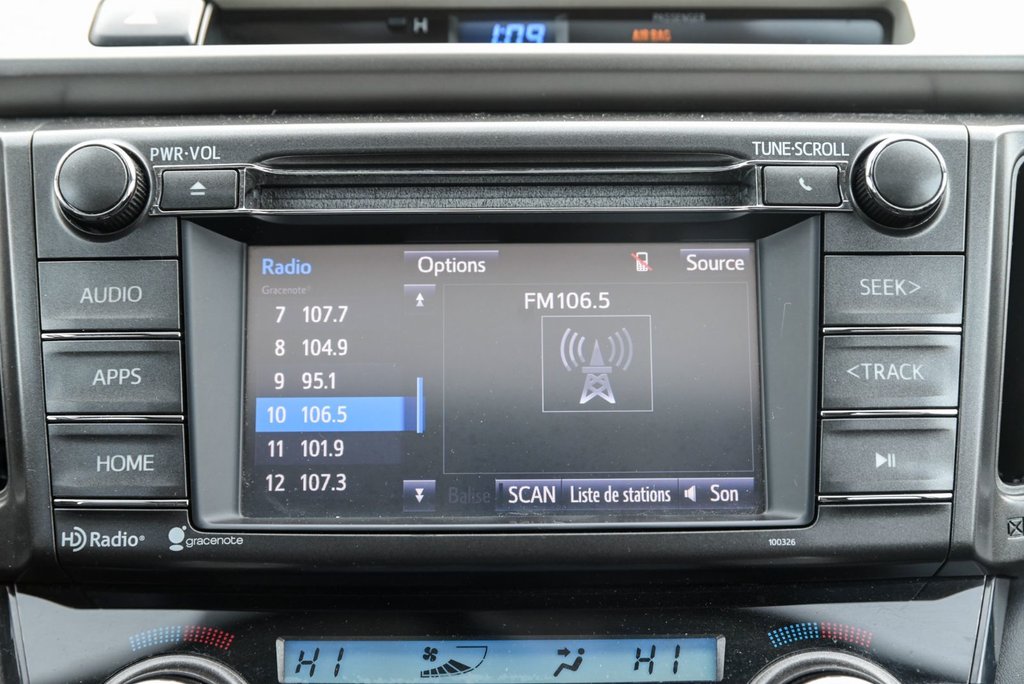 H 1:09 PASSENGER
AIR BAG
PWR·VOL TUNE·SCROLL
AUDIO
APPS
HOME
Radio Options Source
Gracenote®
7 107.7
8 104.9
9 95.1
10 106.5
11 101.9
12 107.3
FM106.5
Balise SCAN Liste de stations Son
SEEK>
<TRACK
HD Radio® gracenote 100326
HI HI